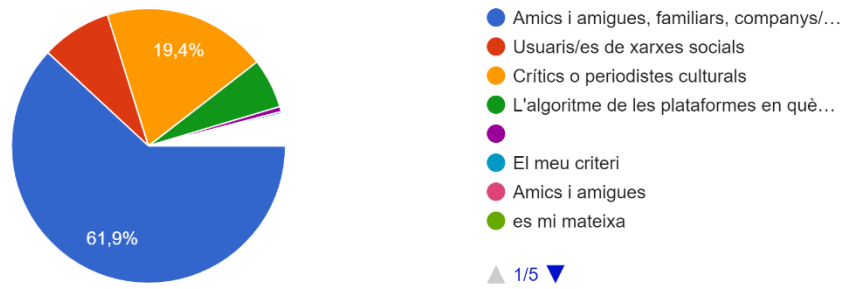 19,4%
61,9%
Amics i amigues, familiars, companys/…
Usuaris/es de xarxes socials
Crítics o periodistes culturals
L'algoritme de les plataformes en què…
El meu criteri
Amics i amigues
es mi mateixa
1/5